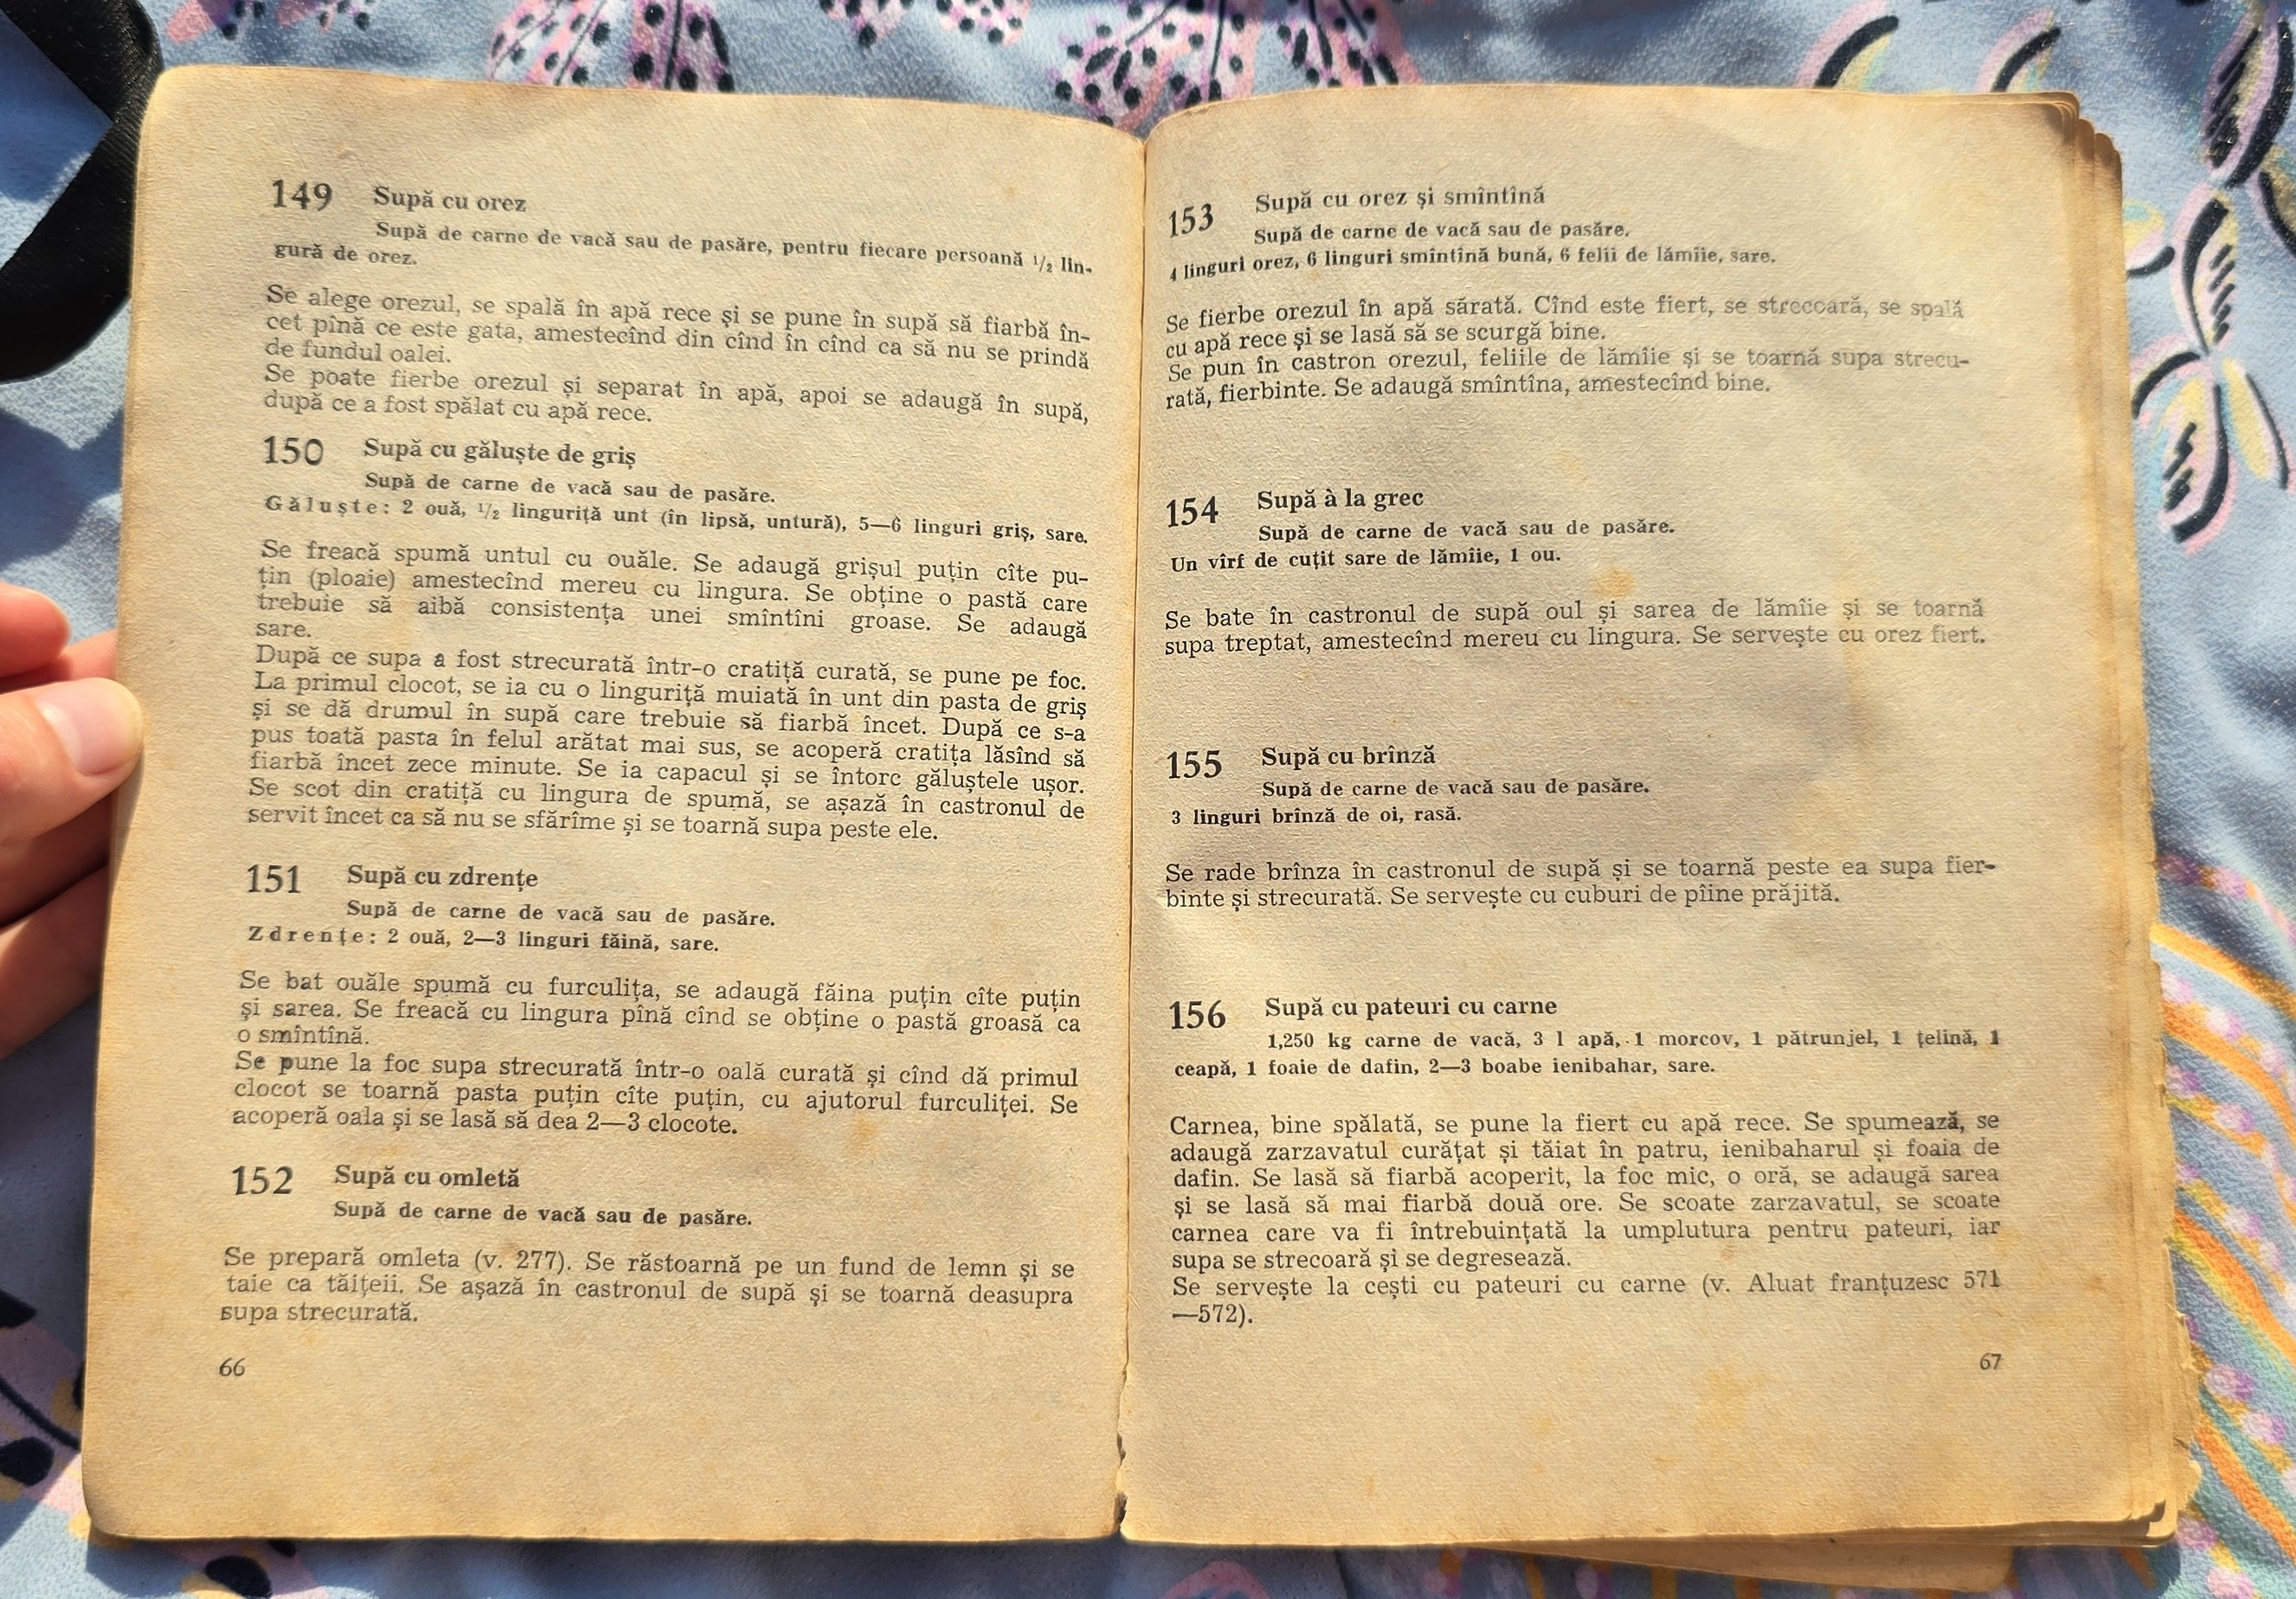 149 Supă cu orez
Supă de carne de vacă sau de pasăre, pentru fiecare persoană 1/2 lin-
gură de orez.
Se alege orezul, se spală în apă rece și se pune în supă să fiarbă în-
cet pînă ce este gata, amestecînd din cînd în cînd ca să nu se prindă
de fundul oalei.
Se poate fierbe orezul și separat în apă, apoi se adaugă în supă,
după ce a fost spălat cu apă rece.
150 Supă cu găluște de griș
Supă de carne de vacă sau de pasăre.
Găluște: 2 ouă, 1/2 linguriță unt (în lipsă, untură), 5—6 linguri griș, sare.
Se freacă spumă untul cu ouăle. Se adaugă grișul puțin cîte pu-
țin (ploaie) amestecînd mereu cu lingura. Se obține o pastă care
trebuie să aibă consistența unei smîntîni groase. Se adaugă
sare.
După ce supa a fost strecurată într-o cratiță curată, se pune pe foc.
La primul clocot, se ia cu o linguriță muiată în unt din pasta de griș
și se dă drumul în supă care trebuie să fiarbă încet. După ce s-a
pus toată pasta în felul arătat mai sus, se acoperă cratița lăsînd să
fiarbă încet zece minute. Se ia capacul și se întorc găluștele ușor.
Se scot din cratiță cu lingura de spumă, se așază în castronul de
servit încet ca să nu se sfărîme și se toarnă supa peste ele.
151 Supă cu zdrențe
Supă de carne de vacă sau de pasăre.
Zdrențe: 2 ouă, 2—3 linguri făină, sare.
Se bat ouăle spumă cu furculița, se adaugă făina puțin cîte puțin
și sarea. Se freacă cu lingura pînă cînd se obține o pastă groasă ca
o smîntînă.
Se pune la foc supa strecurată într-o oală curată și cînd dă primul
clocot se toarnă pasta puțin cîte puțin, cu ajutorul furculiței. Se
acoperă oala și se lasă să dea 2—3 clocote.
152 Supă cu omletă
Supă de carne de vacă sau de pasăre.
Se prepară omleta (v. 277). Se răstoarnă pe un fund de lemn și se
taie ca tăițeii. Se așază în castronul de supă și se toarnă deasupra
supa strecurată.
66
153 Supă cu orez și smîntînă
Supă de carne de vacă sau de pasăre.
4 linguri orez, 6 linguri smîntînă bună, 6 felii de lămîie, sare.
Se fierbe orezul în apă sărată. Cînd este fiert, se strecoară, se spală
cu apă rece și se lasă să se scurgă bine.
Se pun în castron orezul, feliile de lămîie și se toarnă supa strecu-
rată, fierbinte. Se adaugă smîntîna, amestecînd bine.
154 Supă à la grec
Supă de carne de vacă sau de pasăre.
Un vîrf de cuțit sare de lămîie, 1 ou.
Se bate în castronul de supă oul și sarea de lămîie și se toarnă
supa treptat, amestecînd mereu cu lingura. Se servește cu orez fiert.
155 Supă cu brînză
Supă de carne de vacă sau de pasăre.
3 linguri brînză de oi, rasă.
Se rade brînza în castronul de supă și se toarnă peste ea supa fier-
binte și strecurată. Se servește cu cuburi de pîine prăjită.
156 Supă cu pateuri cu carne
1,250 kg carne de vacă, 3 l apă, 1 morcov, 1 pătrunjel, 1 țelină, 1
ceapă, 1 foaie de dafin, 2—3 boabe ienibahar, sare.
Carnea, bine spălată, se pune la fiert cu apă rece. Se spumează, se
adaugă zarzavatul curățat și tăiat în patru, ienibaharul și foaia de
dafin. Se lasă să fiarbă acoperit, la foc mic, o oră, se adaugă sarea
și se lasă să mai fiarbă două ore. Se scoate zarzavatul, se scoate
carnea care va fi întrebuințată la umplutura pentru pateuri, iar
supa se strecoară și se degresează.
Se servește la cești cu pateuri cu carne (v. Aluat franțuzesc 571
—572).
67